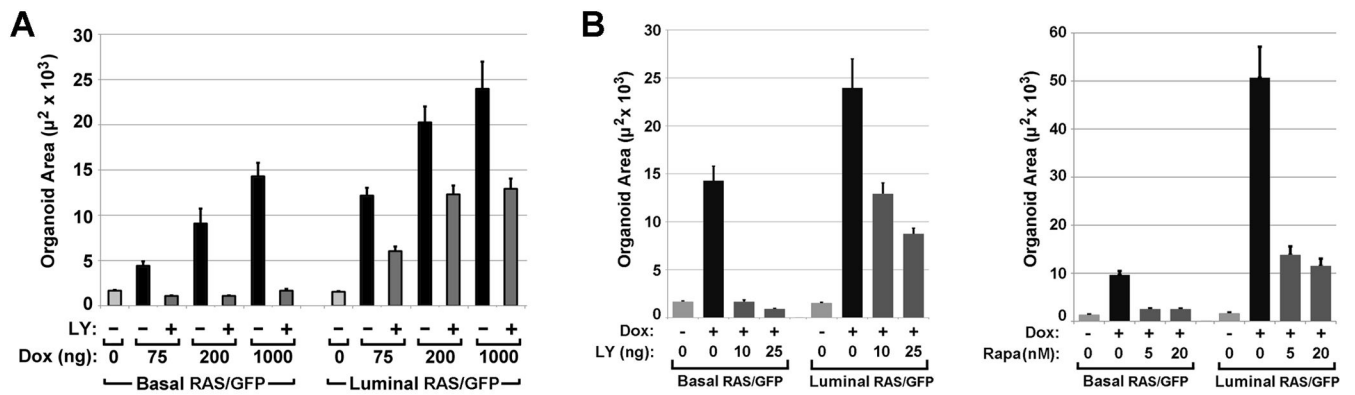 A
Organoid Area (µ² x 10³)
30
25
20
15
10
5
0
LY: – – + – + – + – – + – + – +
Dox (ng): 0 75 200 1000 0 75 200 1000
Basal RAS/GFP Luminal RAS/GFP
B
Organoid Area (µ²x 10³)
30
25
20
15
10
5
0
Dox: - + + + - + + +
LY (ng): 0 0 10 25 0 0 10 25
Basal RAS/GFP Luminal RAS/GFP
Organoid Area (µ²x 10³)
60
50
40
30
20
10
0
Dox: - + + + - + + +
Rapa(nM): 0 0 5 20 0 0 5 20
Basal RAS/GFP Luminal RAS/GFP